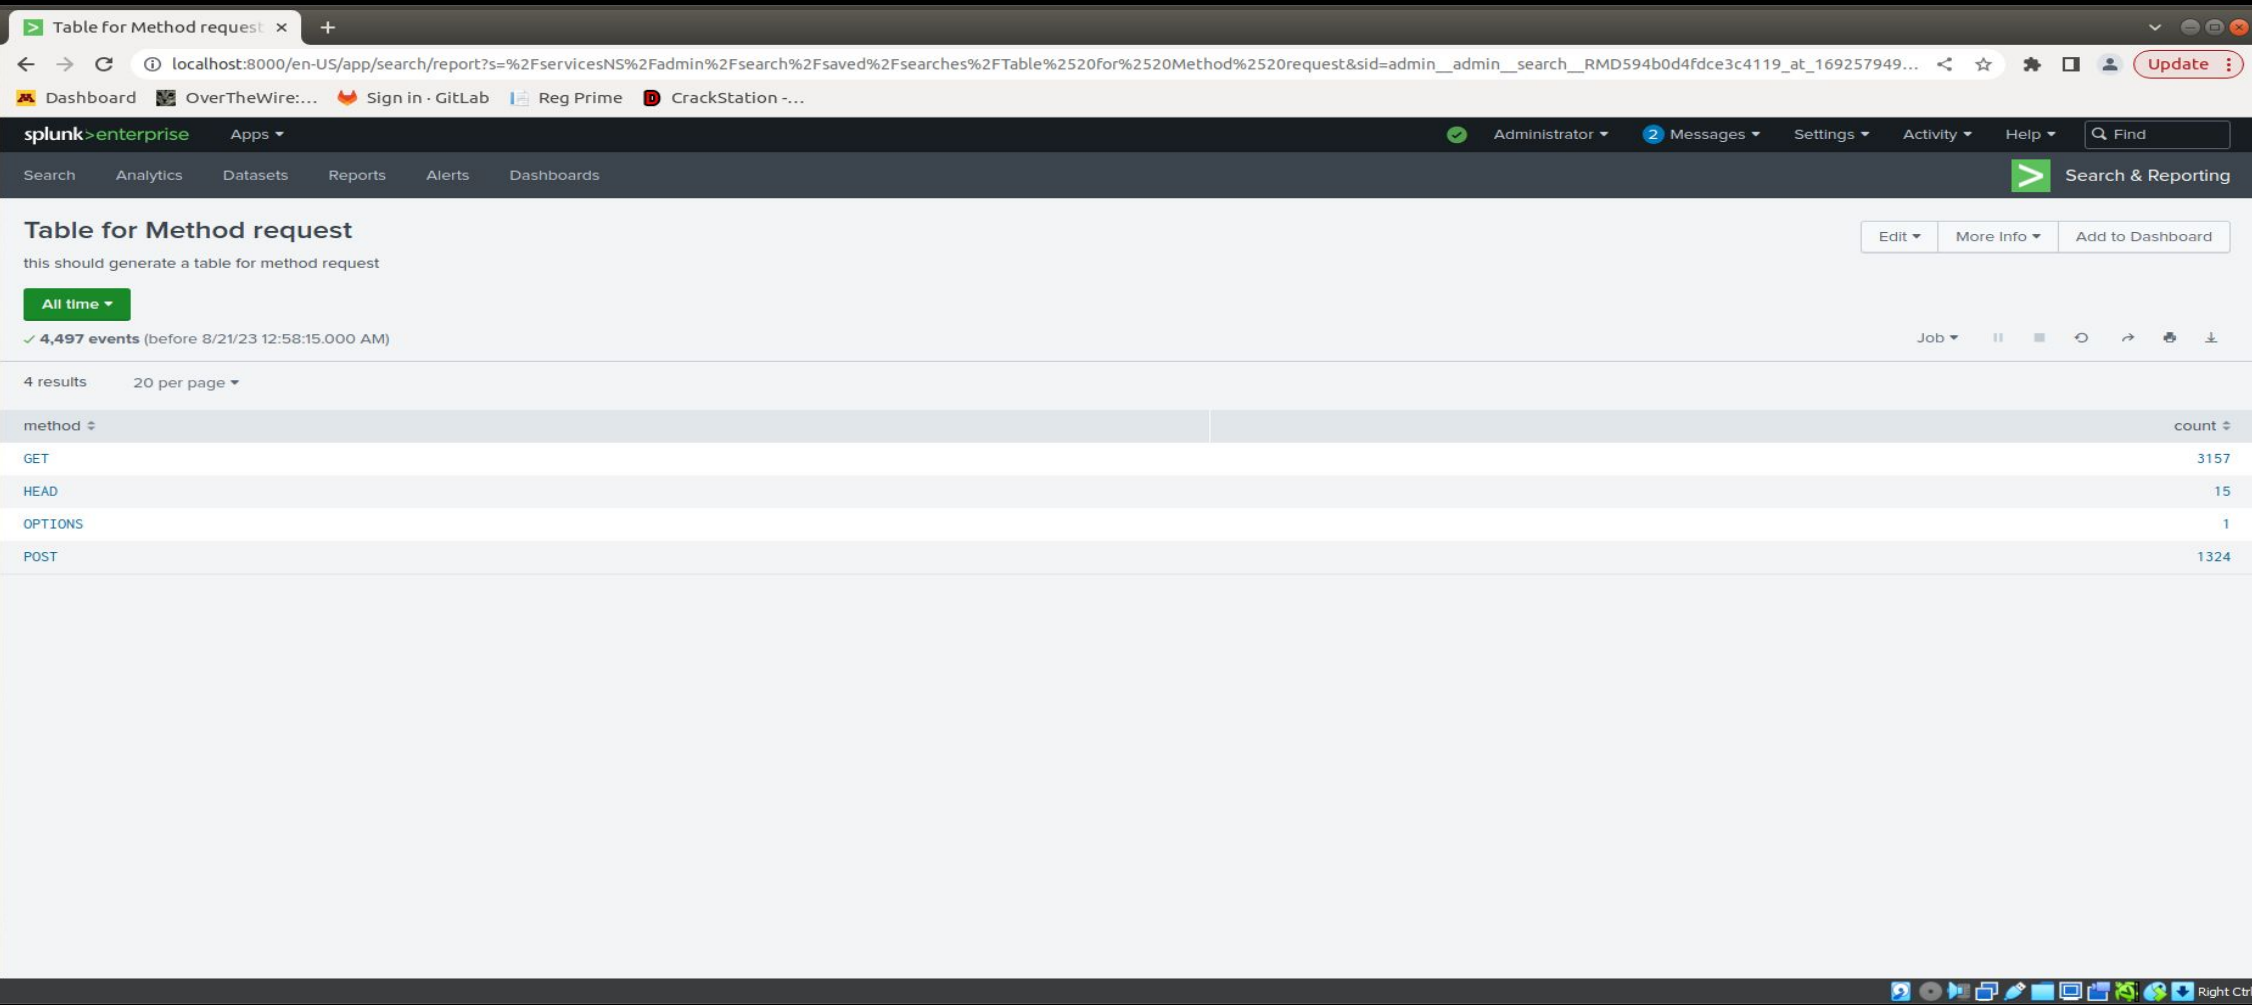 Table for Method request
localhost:8000/en-US/app/search/report?s=%2FservicesNS%2Fadmin%2Fsearch%2Fsaved%2Fsearches%2FTable%2520for%2520Method%2520request&sid=admin__admin__search__RMD594b0d4fdce3c4119_at_169257949... Update
Dashboard OverTheWire:... Sign in · GitLab Reg Prime D CrackStation -...
splunk>enterprise Apps Administrator 2 Messages Settings Activity Help Find
Search Analytics Datasets Reports Alerts Dashboards Search & Reporting
Table for Method request Edit More Info Add to Dashboard
this should generate a table for method request
All time
4,497 events (before 8/21/23 12:58:15.000 AM) Job
4 results 20 per page
method count
GET 3157
HEAD 15
OPTIONS 1
POST 1324
Right Ctrl